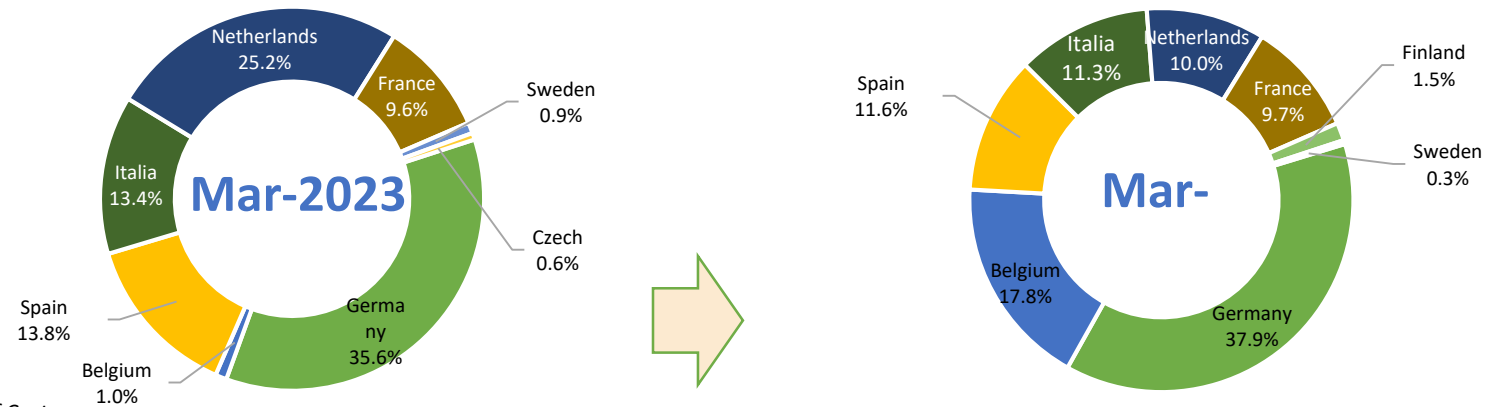 Netherlands
25.2%
France
9.6%
Sweden
0.9%
Italia
13.4%
Mar-2023
Czech
0.6%
Spain
13.8%
Germa
ny
35.6%
Belgium
1.0%
Italia
11.3%
Netherlands
10.0%
Finland
1.5%
Spain
11.6%
France
9.7%
Sweden
0.3%
Mar-
Belgium
17.8%
Germany
37.9%